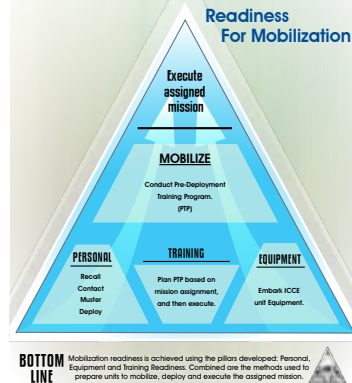 Readiness
For Mobilization
Execute
assigned
mission
MOBILIZE
Conduct Pre-Deployment
Training Program.
(PTP)
PERSONAL
Recall
Contact
Muster
Deploy
TRAINING
Plan PTP based on
mission assignment,
and then execute.
EQUIPMENT
Embark ICCE
unit Equipment.
BOTTOM
LINE
Mobilization readiness is achieved using the pillars developed: Personal,
Equipment and Training Readiness. Combined are the methods used to
prepare units to mobilize, deploy and execute the assigned mission.